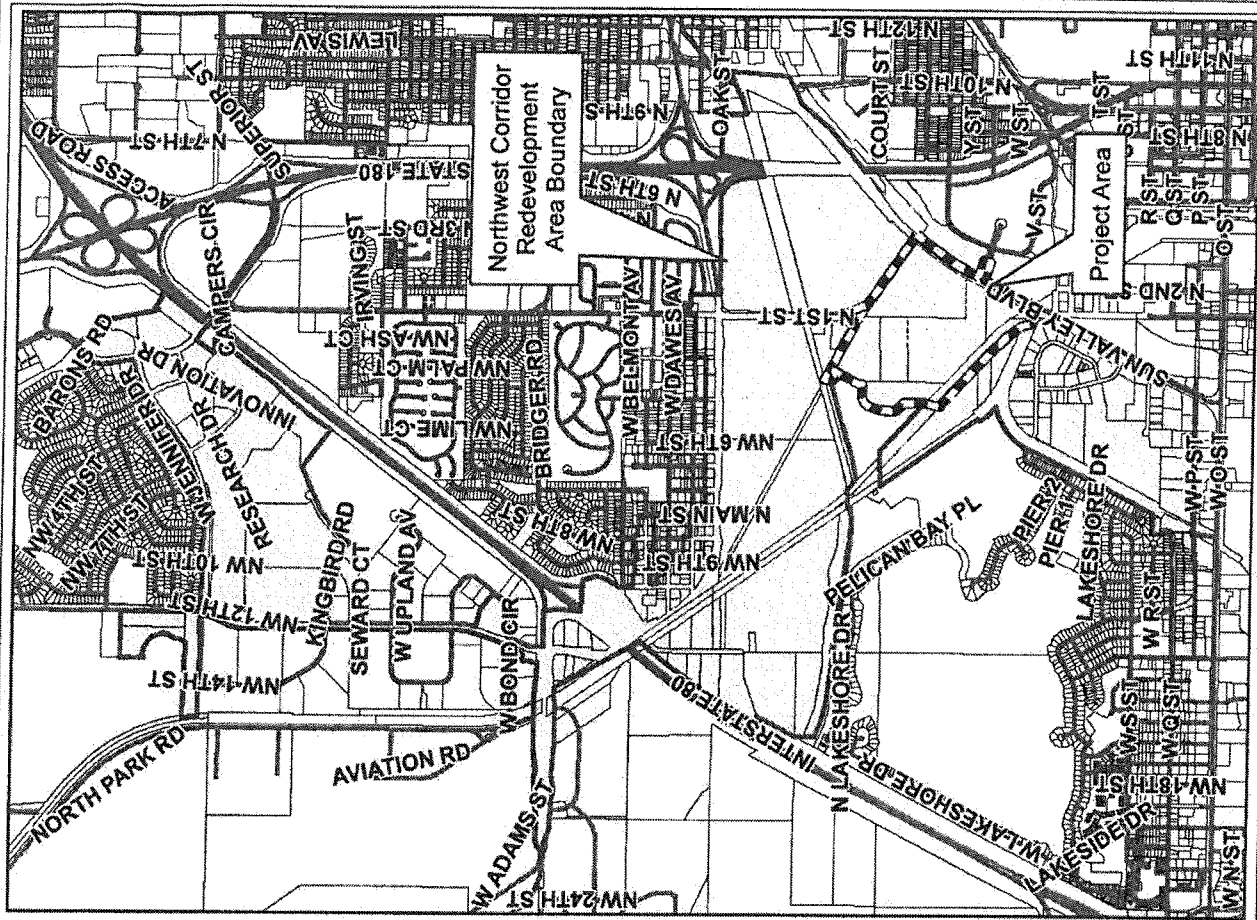 LEWIS AV
SUPERIOR ST
N 7TH ST
ACCESS ROAD
STATE 180
CAMPERS CIR
N 3RD ST
IRVING ST
Northwest Corridor
Redevelopment
Area Boundary
N 9TH S
N 6TH ST
OAK ST
N 12TH ST
COURT ST
N 10TH ST
N 11TH ST
Y ST
W ST
T ST
N 8TH ST
V ST
R ST
Q ST
P ST
O ST
Project Area
N 2ND S
SUN VALLEY BLVD
N 1ST ST
BARONS RD
W JENNIFER DR
INNOVATION DR
RESEARCH DR
NW 4TH ST
NW 7TH ST
NW 10TH ST
NW 12TH ST
NW 14TH ST
NW ASH CT
NW PALM CT
NW LIME CT
BRIDGER RD
W BELMONT AV
W DAWES AV
NW 6TH ST
N MAIN ST
NW 8TH ST
NW 9TH ST
KINGBIRD RD
SEWARD CT
W UPLAND AV
W BOND CIR
NORTH PARK RD
AVIATION RD
W ADAMS ST
NW 24TH ST
INTERSTATE 80
N LAKESHORE DR
PELICAN BAY PL
PIER 2
PIER 1
LAKESHORE DR
W P ST
W O ST
W R ST
W S ST
W Q ST
NW 18TH ST
W LAKESHORE DR
LAKESIDE DR
W N ST